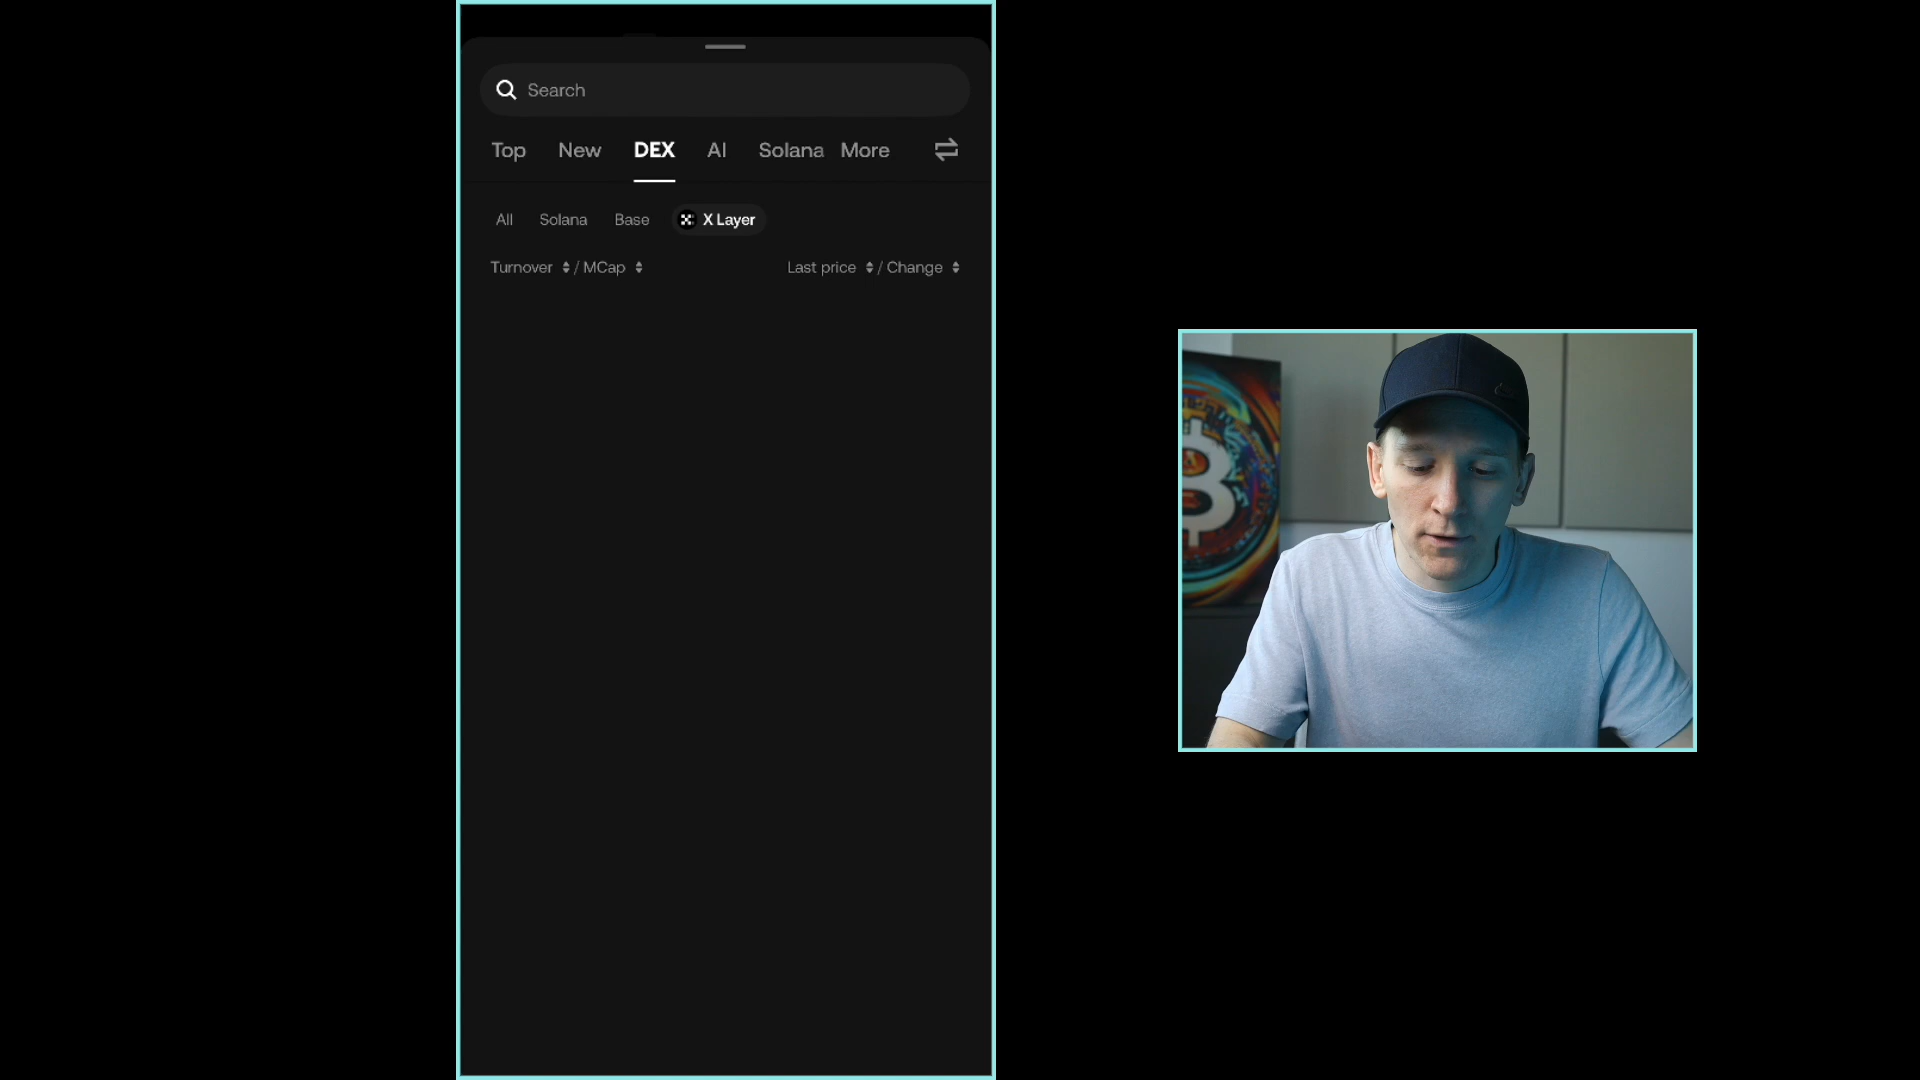 Search
Top New DEX AI Solana More
All Solana Base X Layer
Turnover / MCap Last price / Change